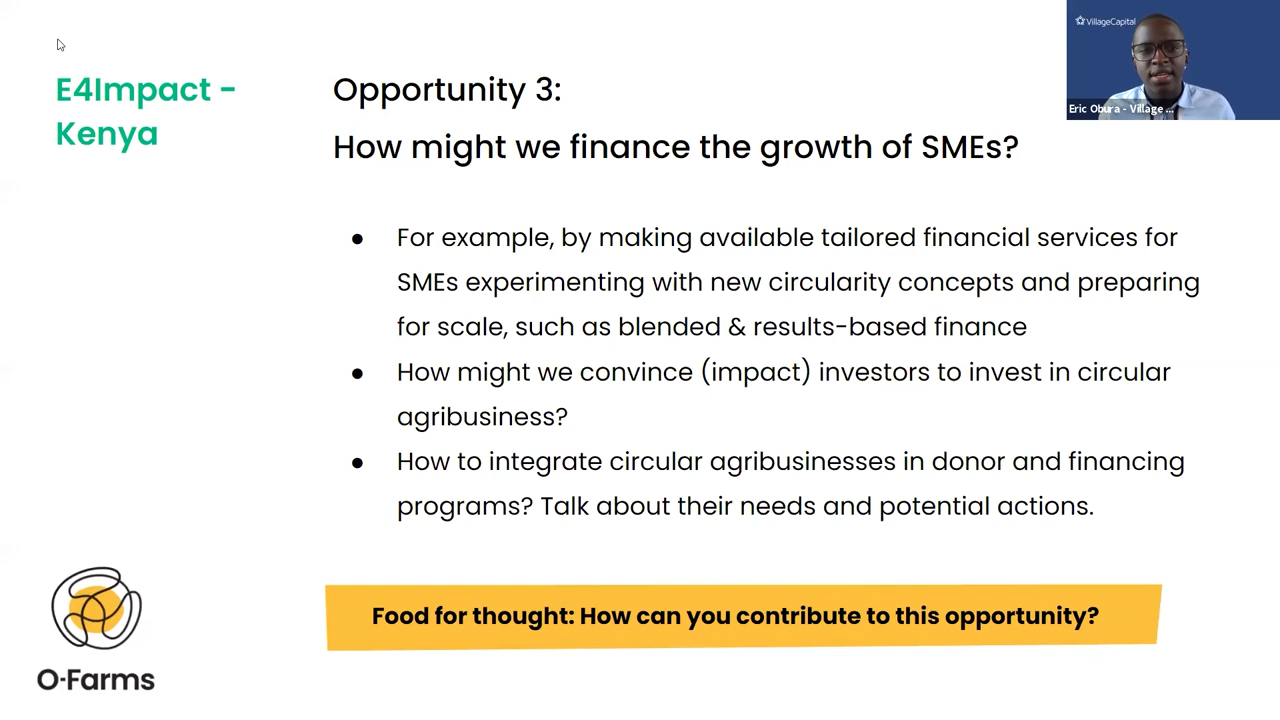 E4Impact -
Kenya
Opportunity 3:
How might we finance the growth of SMEs?
● For example, by making available tailored financial services for
SMEs experimenting with new circularity concepts and preparing
for scale, such as blended & results-based finance
● How might we convince (impact) investors to invest in circular
agribusiness?
● How to integrate circular agribusinesses in donor and financing
programs? Talk about their needs and potential actions.
Food for thought: How can you contribute to this opportunity?
O·Farms
VillageCapital
Eric Obura - Village ...